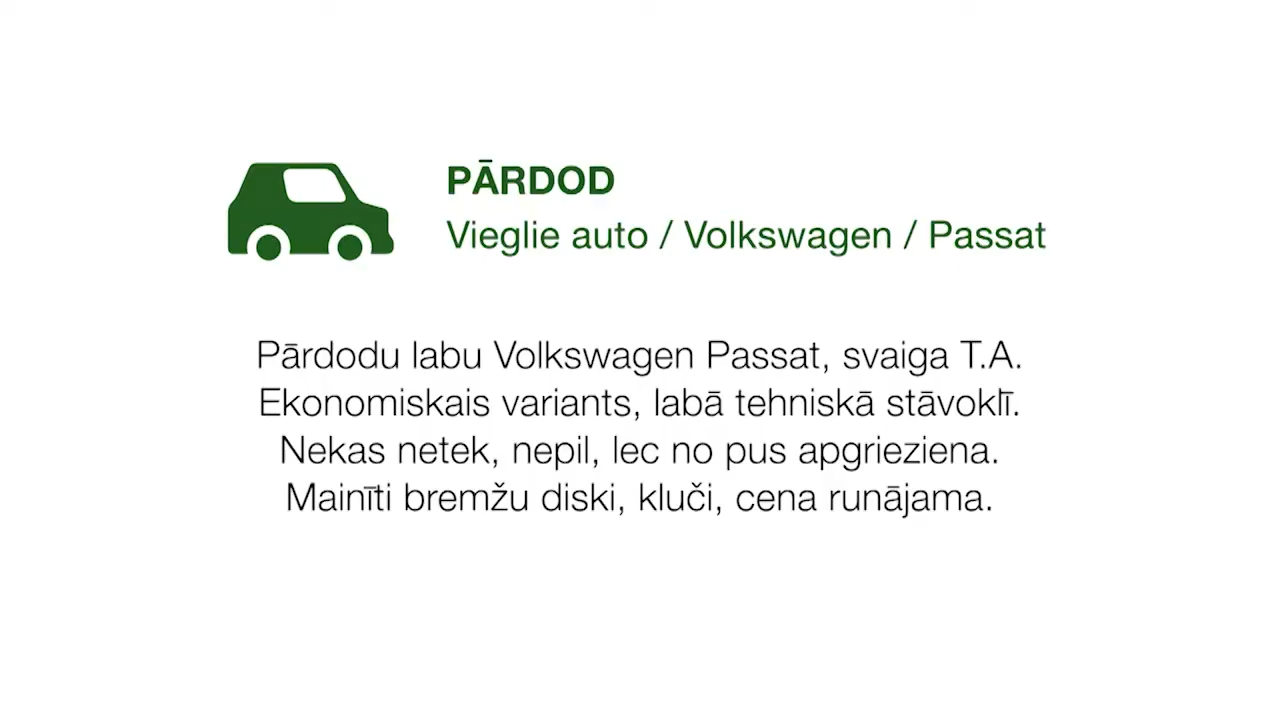 PĀRDOD
Vieglie auto / Volkswagen / Passat
Pārdodu labu Volkswagen Passat, svaiga T.A.
Ekonomiskais variants, labā tehniskā stāvoklī.
Nekas netek, nepil, lec no pus apgrieziena.
Mainīti bremžu diski, kluči, cena runājama.